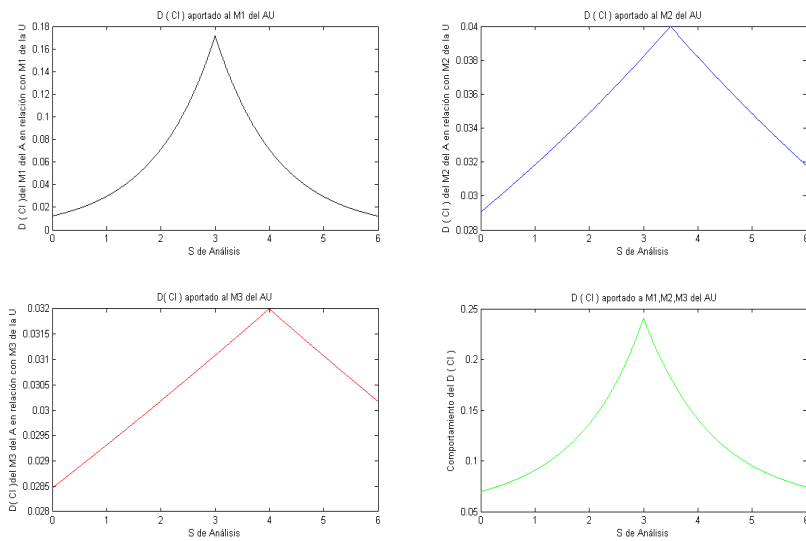 D ( CI ) aportado al M1 del AU
D ( CI )del M1 del A en relación con M1 de la U
0.18
0.16
0.14
0.12
0.1
0.08
0.06
0.04
0.02
0
0 1 2 3 4 5 6
S de Análisis
D ( CI ) aportado al M2 del AU
D ( CI ) del M2 del A en relación con M2 de la U
0.04
0.038
0.036
0.034
0.032
0.03
0.028
0 1 2 3 4 5 6
S de Análisis
D( CI ) aportado al M3 del AU
D( CI )del M3 del A en relación con M3 de la U
0.032
0.0315
0.031
0.0305
0.03
0.0295
0.029
0.0285
0.028
0 1 2 3 4 5 6
S de Análisis
D ( CI ) aportado a M1,M2,M3 del AU
Comportamiento del D ( CI )
0.25
0.2
0.15
0.1
0.05
0 1 2 3 4 5 6
S de Análisis